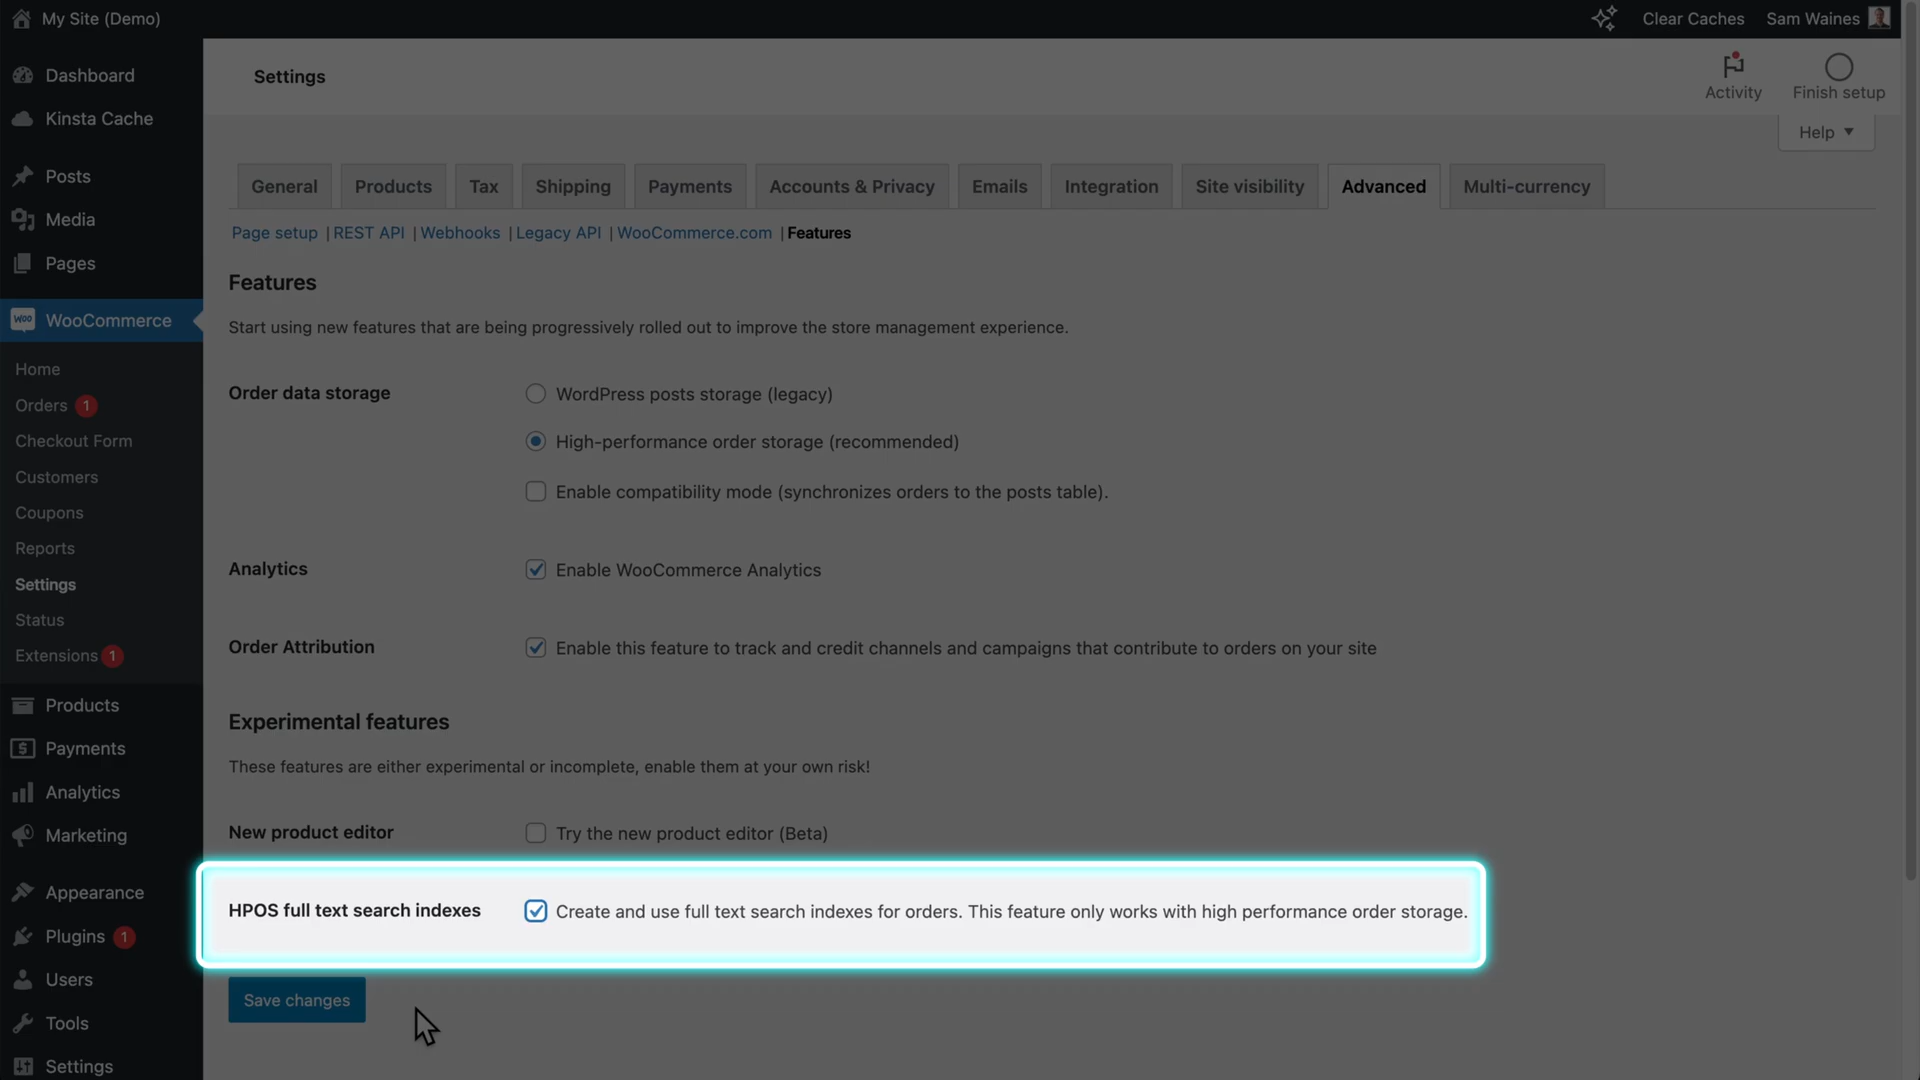 My Site (Demo)
Clear Caches
Sam Waines
Dashboard
Kinsta Cache
Posts
Media
Pages
WOO
WooCommerce
Home
Orders 1
Checkout Form
Customers
Coupons
Reports
Settings
Status
Extensions 1
Products
Payments
Analytics
Marketing
Appearance
Plugins 1
Users
Tools
Settings
Settings
Activity
Finish setup
Help
General
Products
Tax
Shipping
Payments
Accounts & Privacy
Emails
Integration
Site visibility
Advanced
Multi-currency
Page setup | REST API | Webhooks | Legacy API | WooCommerce.com | Features
Features
Start using new features that are being progressively rolled out to improve the store management experience.
Order data storage
WordPress posts storage (legacy)
High-performance order storage (recommended)
Enable compatibility mode (synchronizes orders to the posts table).
Analytics
Enable WooCommerce Analytics
Order Attribution
Enable this feature to track and credit channels and campaigns that contribute to orders on your site
Experimental features
These features are either experimental or incomplete, enable them at your own risk!
New product editor
Try the new product editor (Beta)
HPOS full text search indexes
Create and use full text search indexes for orders. This feature only works with high performance order storage.
Save changes